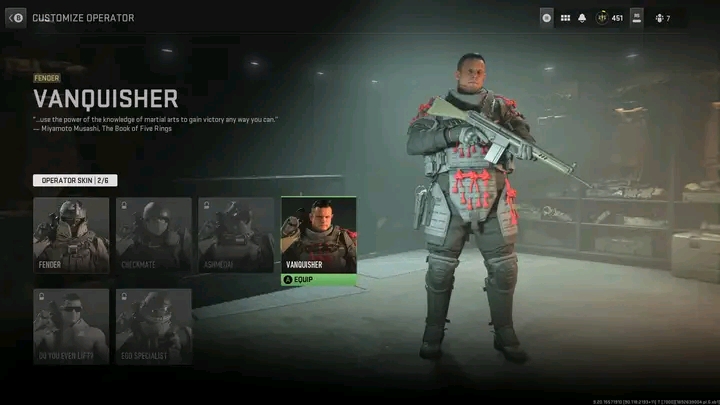 B CUSTOMIZE OPERATOR
451
7
FENDER
VANQUISHER
"...use the power of the knowledge of martial arts to gain victory any way you can."
— Miyamoto Musashi, The Book of Five Rings
OPERATOR SKIN | 2/6
FENDER
CHECKMATE
ASHMEDAI
VANQUISHER
A EQUIP
DO YOU EVEN LIFT?
EGO SPECIALIST